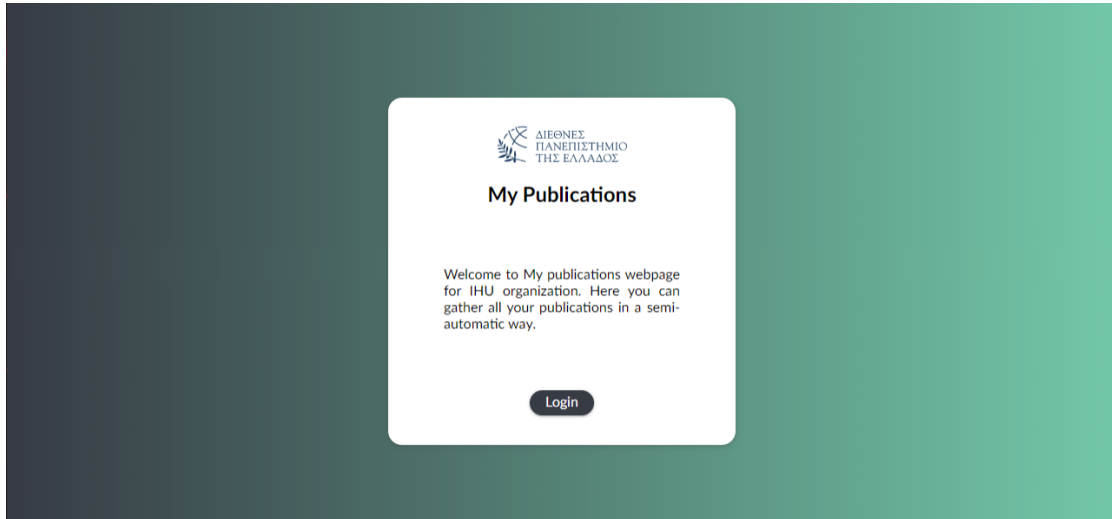 ΔΙΕΘΝΕΣ
ΠΑΝΕΠΙΣΤΗΜΙΟ
ΤΗΣ ΕΛΛΑΔΟΣ
My Publications
Welcome to My publications webpage
for IHU organization. Here you can
gather all your publications in a semi-
automatic way.
Login